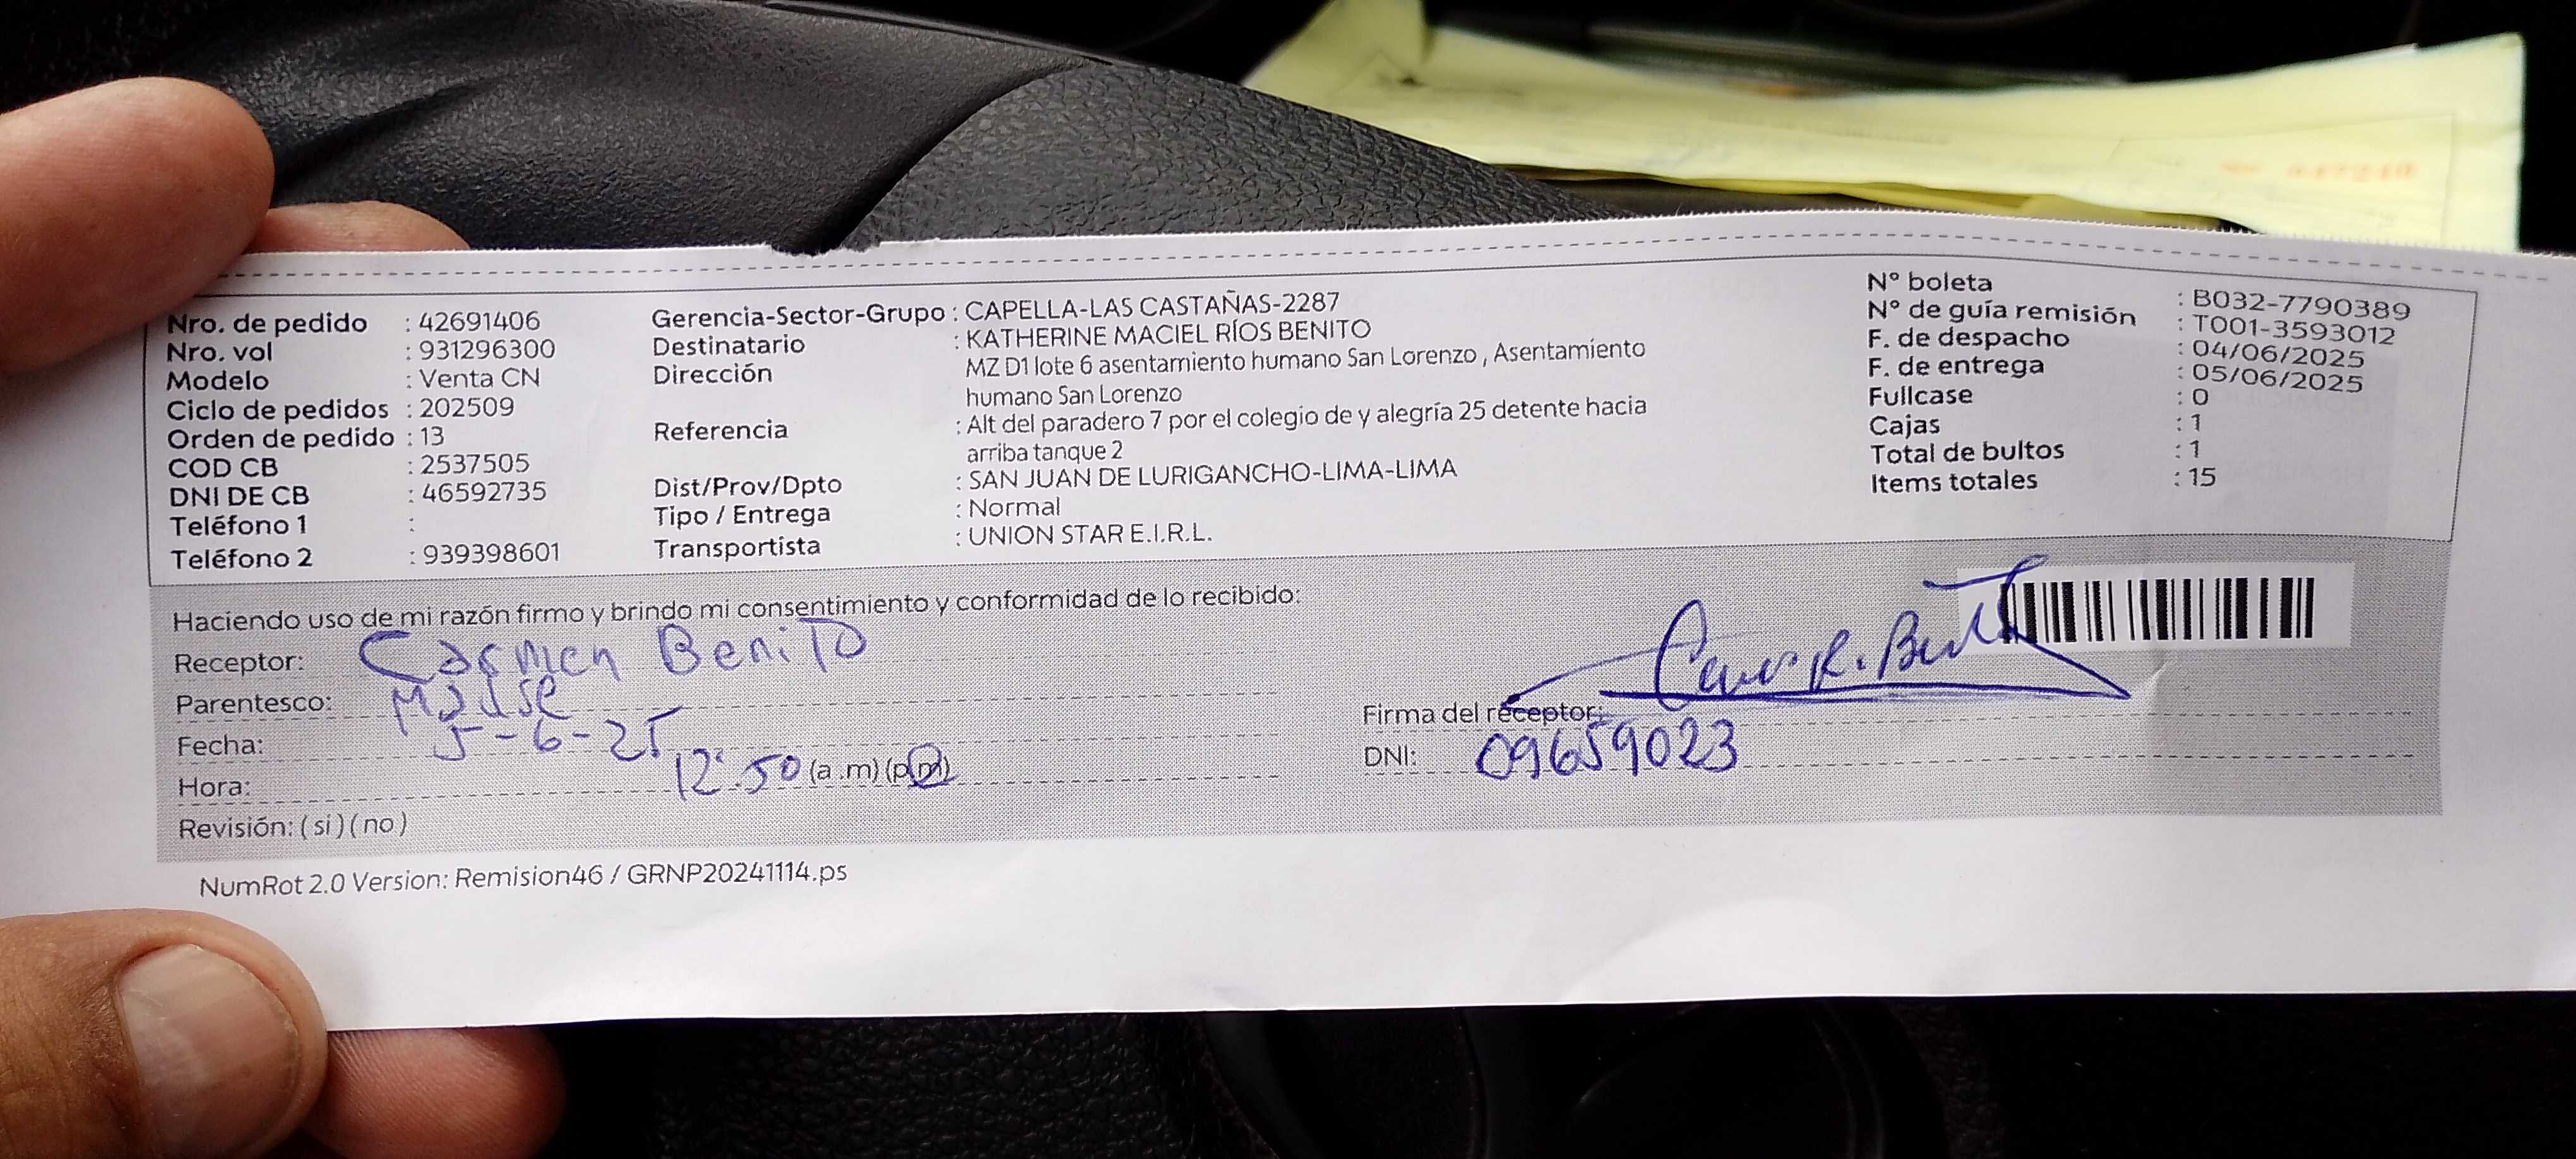 Nro. de pedido : 42691406
Nro. vol : 931296300
Modelo : Venta CN
Ciclo de pedidos : 202509
Orden de pedido : 13
COD CB : 2537505
DNI DE CB : 46592735
Teléfono 1 :
Teléfono 2 : 939398601
Gerencia-Sector-Grupo : CAPELLA-LAS CASTAÑAS-2287
Destinatario : KATHERINE MACIEL RÍOS BENITO
Dirección MZ D1 lote 6 asentamiento humano San Lorenzo , Asentamiento
humano San Lorenzo
Referencia : Alt del paradero 7 por el colegio de y alegría 25 detente hacia
arriba tanque 2
Dist/Prov/Dpto : SAN JUAN DE LURIGANCHO-LIMA-LIMA
Tipo / Entrega : Normal
Transportista : UNION STAR E.I.R.L.
N° boleta : B032-7790389
N° de guía remisión : T001-3593012
F. de despacho : 04/06/2025
F. de entrega : 05/06/2025
Fullcase : 0
Cajas : 1
Total de bultos : 1
Items totales : 15
Haciendo uso de mi razón firmo y brindo mi consentimiento y conformidad de lo recibido:
Receptor: Carmen Benito
Parentesco: Madre
Fecha: 5-6-25
Hora: 12:50 (a.m) (p.m)
Revisión: ( si ) ( no )
Firma del receptor:
DNI: 09659023
NumRot 2.0 Version: Remision46 / GRNP20241114.ps